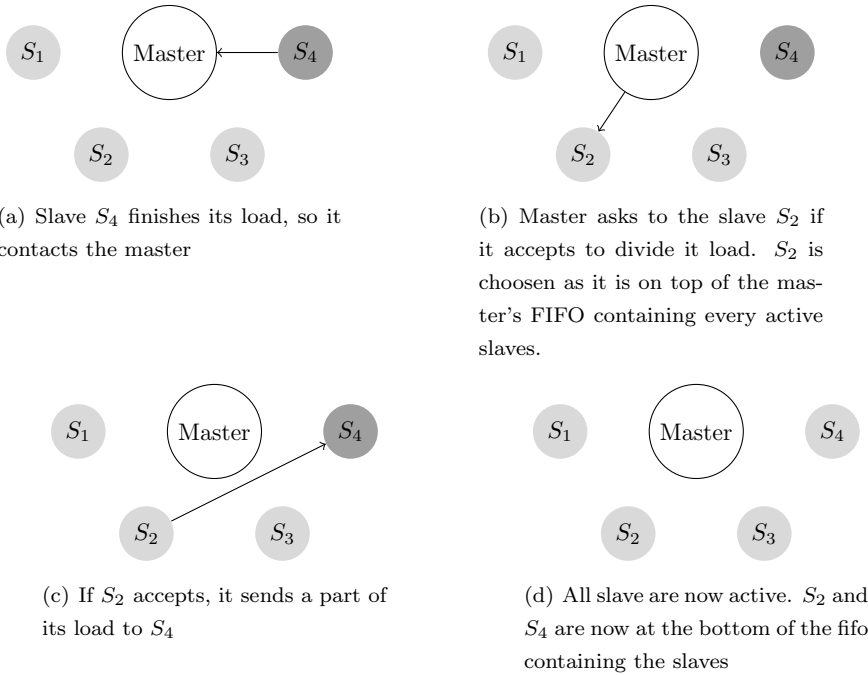 S1 Master S4
S2 S3
(a) Slave S4 finishes its load, so it
contacts the master
S1 Master S4
S2 S3
(b) Master asks to the slave S2 if
it accepts to divide it load. S2 is
choosen as it is on top of the mas-
ter's FIFO containing every active
slaves.
S1 Master S4
S2 S3
(c) If S2 accepts, it sends a part of
its load to S4
S1 Master S4
S2 S3
(d) All slave are now active. S2 and
S4 are now at the bottom of the fifo
containing the slaves